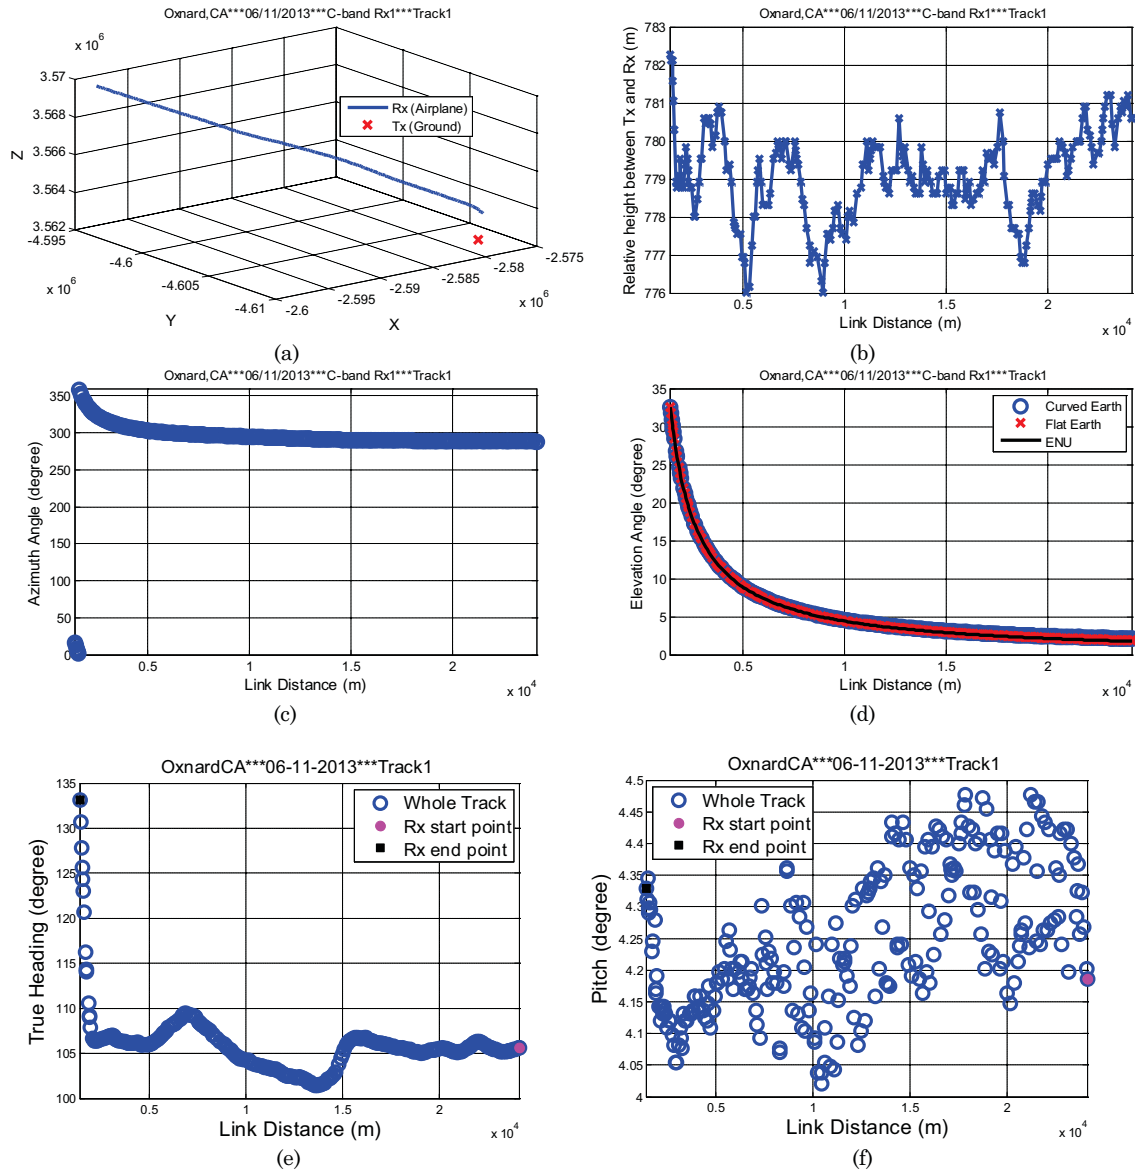 Oxnard,CA***06/11/2013***C-band Rx1***Track1
x 10^6
3.57
3.568
3.566
3.564
3.562
Z
-4.595
-4.6
-4.605
-4.61
x 10^6
Y
-2.6
-2.595
-2.59
-2.585
-2.58
-2.575
x 10^6
X
Rx (Airplane)
Tx (Ground)
(a)
Oxnard,CA***06/11/2013***C-band Rx1***Track1
Relative height between Tx and Rx (m)
783
782
781
780
779
778
777
776
0.5
1
1.5
2
x 10^4
Link Distance (m)
(b)
Oxnard,CA***06/11/2013***C-band Rx1***Track1
Azimuth Angle (degree)
350
300
250
200
150
100
50
0
0.5
1
1.5
2
x 10^4
Link Distance (m)
(c)
Oxnard,CA***06/11/2013***C-band Rx1***Track1
Elevation Angle (degree)
35
30
25
20
15
10
5
0
0.5
1
1.5
2
x 10^4
Curved Earth
Flat Earth
ENU
Link Distance (m)
(d)
OxnardCA***06-11-2013***Track1
True Heading (degree)
135
130
125
120
115
110
105
100
0.5
1
1.5
2
x 10^4
Whole Track
Rx start point
Rx end point
Link Distance (m)
(e)
OxnardCA***06-11-2013***Track1
Pitch (degree)
4.5
4.45
4.4
4.35
4.3
4.25
4.2
4.15
4.1
4.05
4
0.5
1
1.5
2
x 10^4
Whole Track
Rx start point
Rx end point
Link Distance (m)
(f)